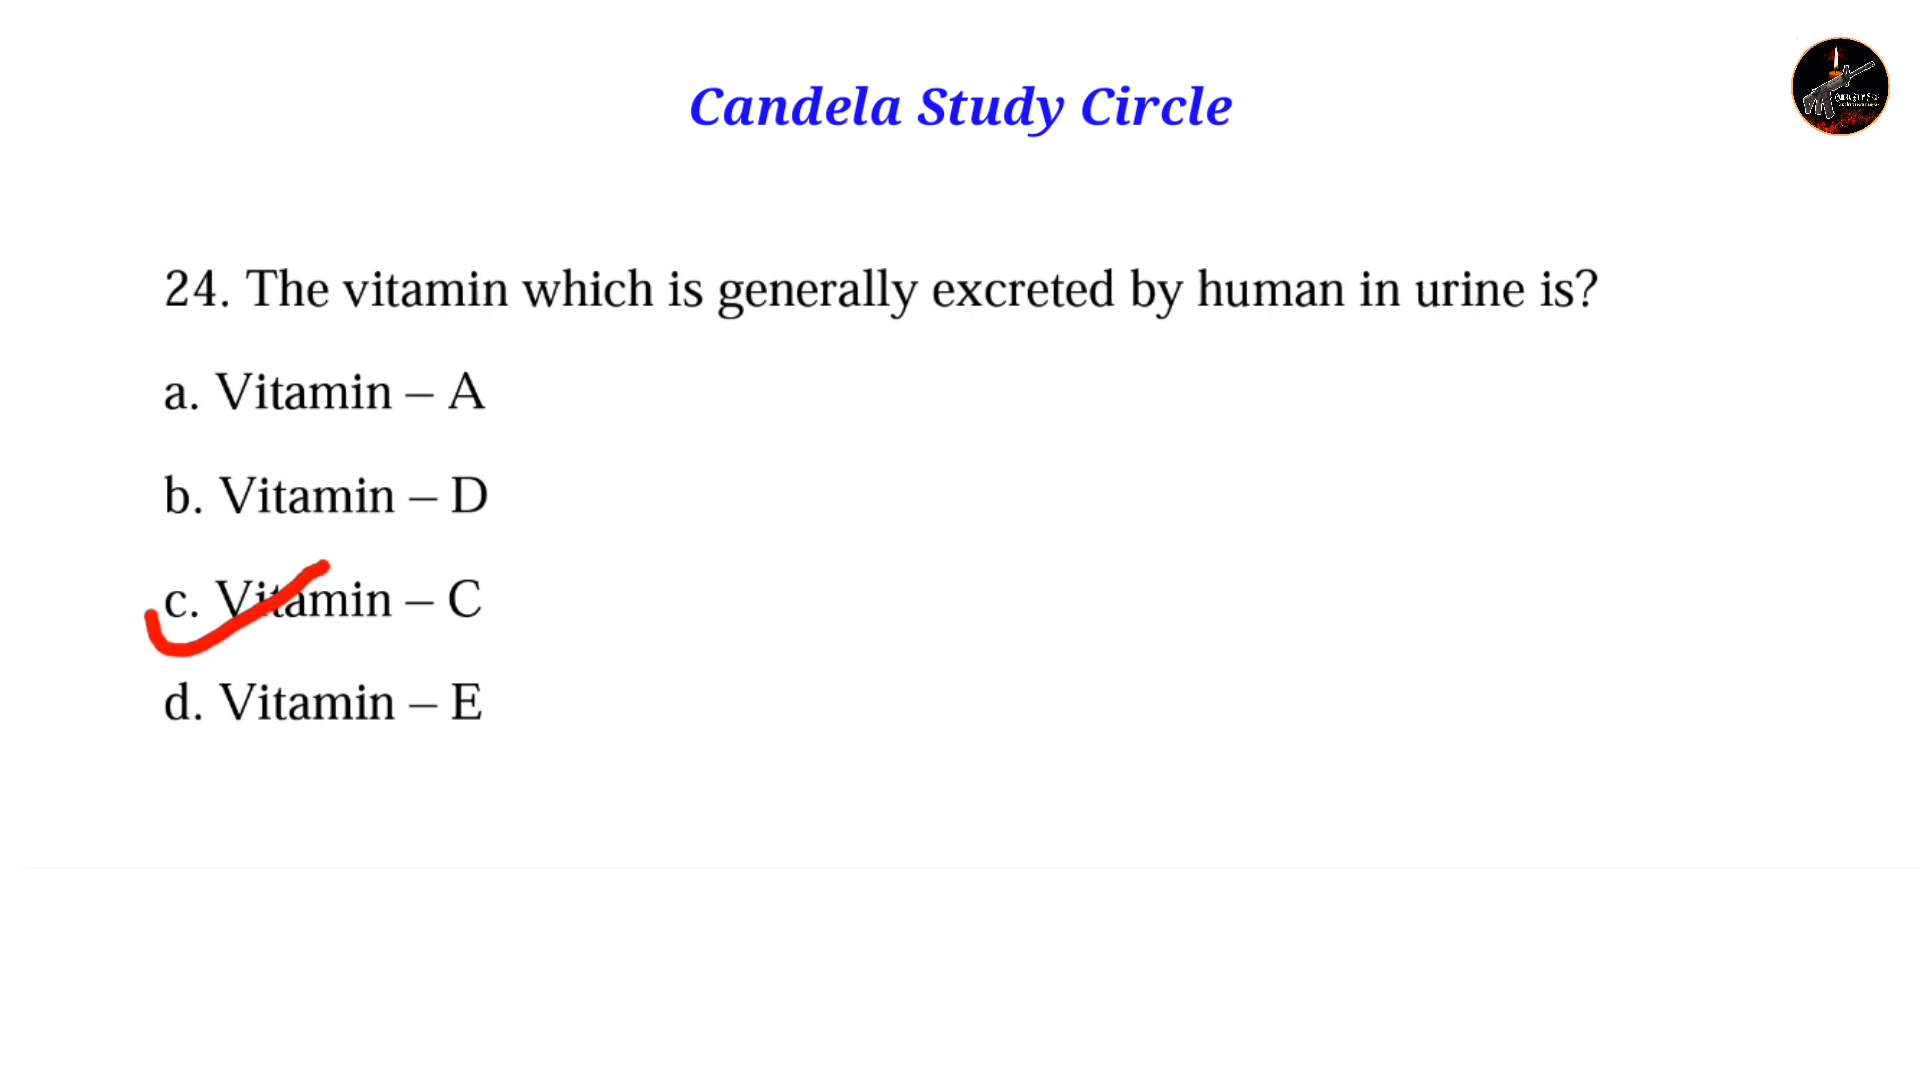 Candela Study Circle
24. The vitamin which is generally excreted by human in urine is?
a. Vitamin – A
b. Vitamin – D
c. Vitamin – C
d. Vitamin – E